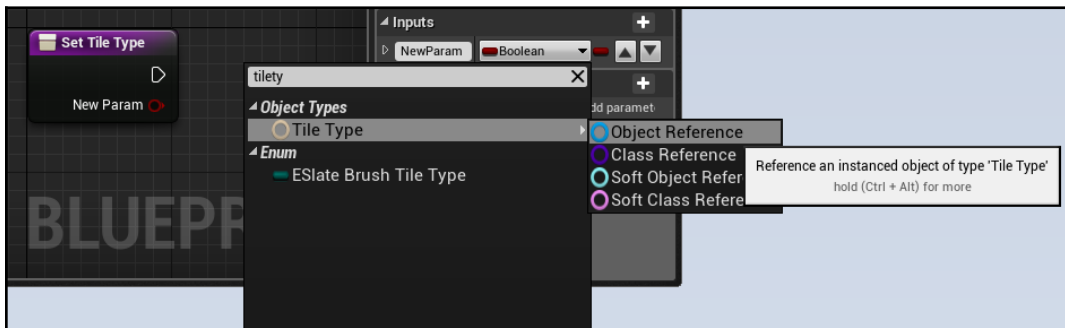 Inputs
Set Tile Type
NewParam
Boolean
tilety
New Param
dd paramet
Object Types
Tile Type
Object Reference
Enum
Class Reference
Reference an instanced object of type 'Tile Type'
ESlate Brush Tile Type
Soft Object Refer
hold (Ctrl + Alt) for more
Soft Class Refere
BLUEPR